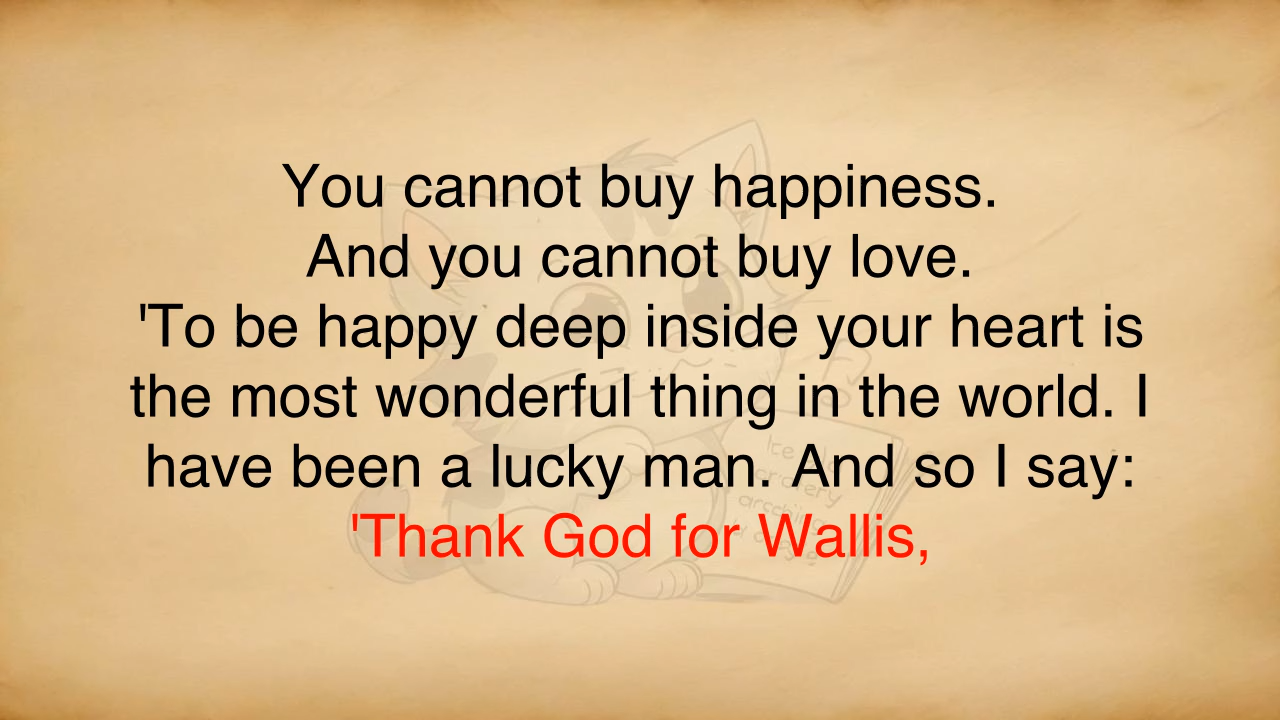 You cannot buy happiness.
And you cannot buy love.
'To be happy deep inside your heart is
the most wonderful thing in the world. I
have been a lucky man. And so I say:
'Thank God for Wallis,